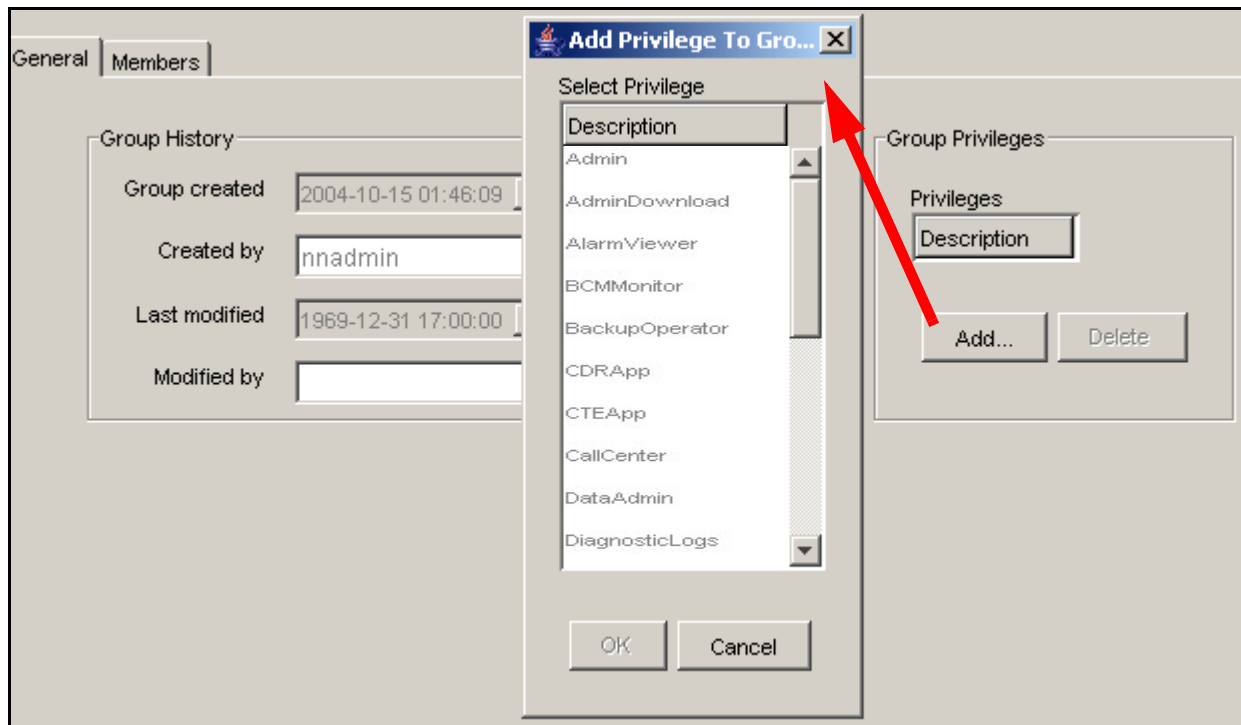 General
Members
Group History
Group created
2004-10-15 01:46:09
Created by
nnadmin
Last modified
1969-12-31 17:00:00
Modified by
Add Privilege To Gro...
Select Privilege
Description
Admin
AdminDownload
AlarmViewer
BCMMonitor
BackupOperator
CDRApp
CTEApp
CallCenter
DataAdmin
DiagnosticLogs
OK
Cancel
Group Privileges
Privileges
Description
Add...
Delete